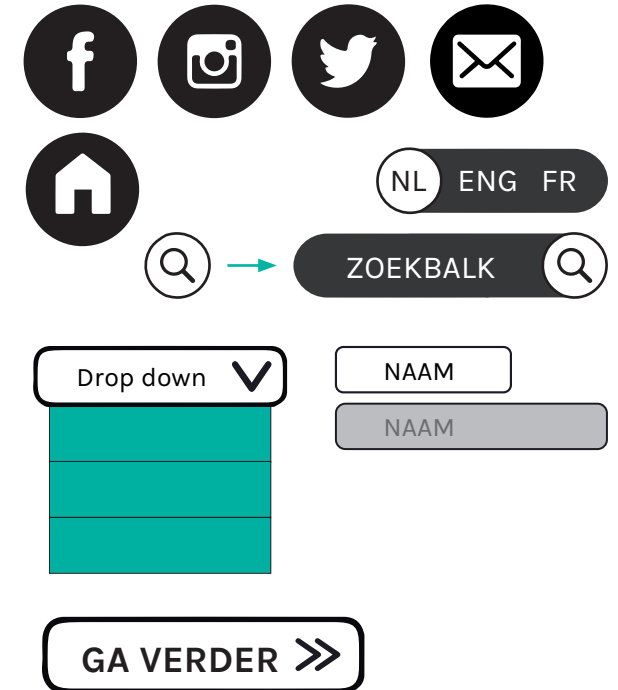 NL ENG FR
ZOEKBALK
Drop down
NAAM
NAAM
GA VERDER